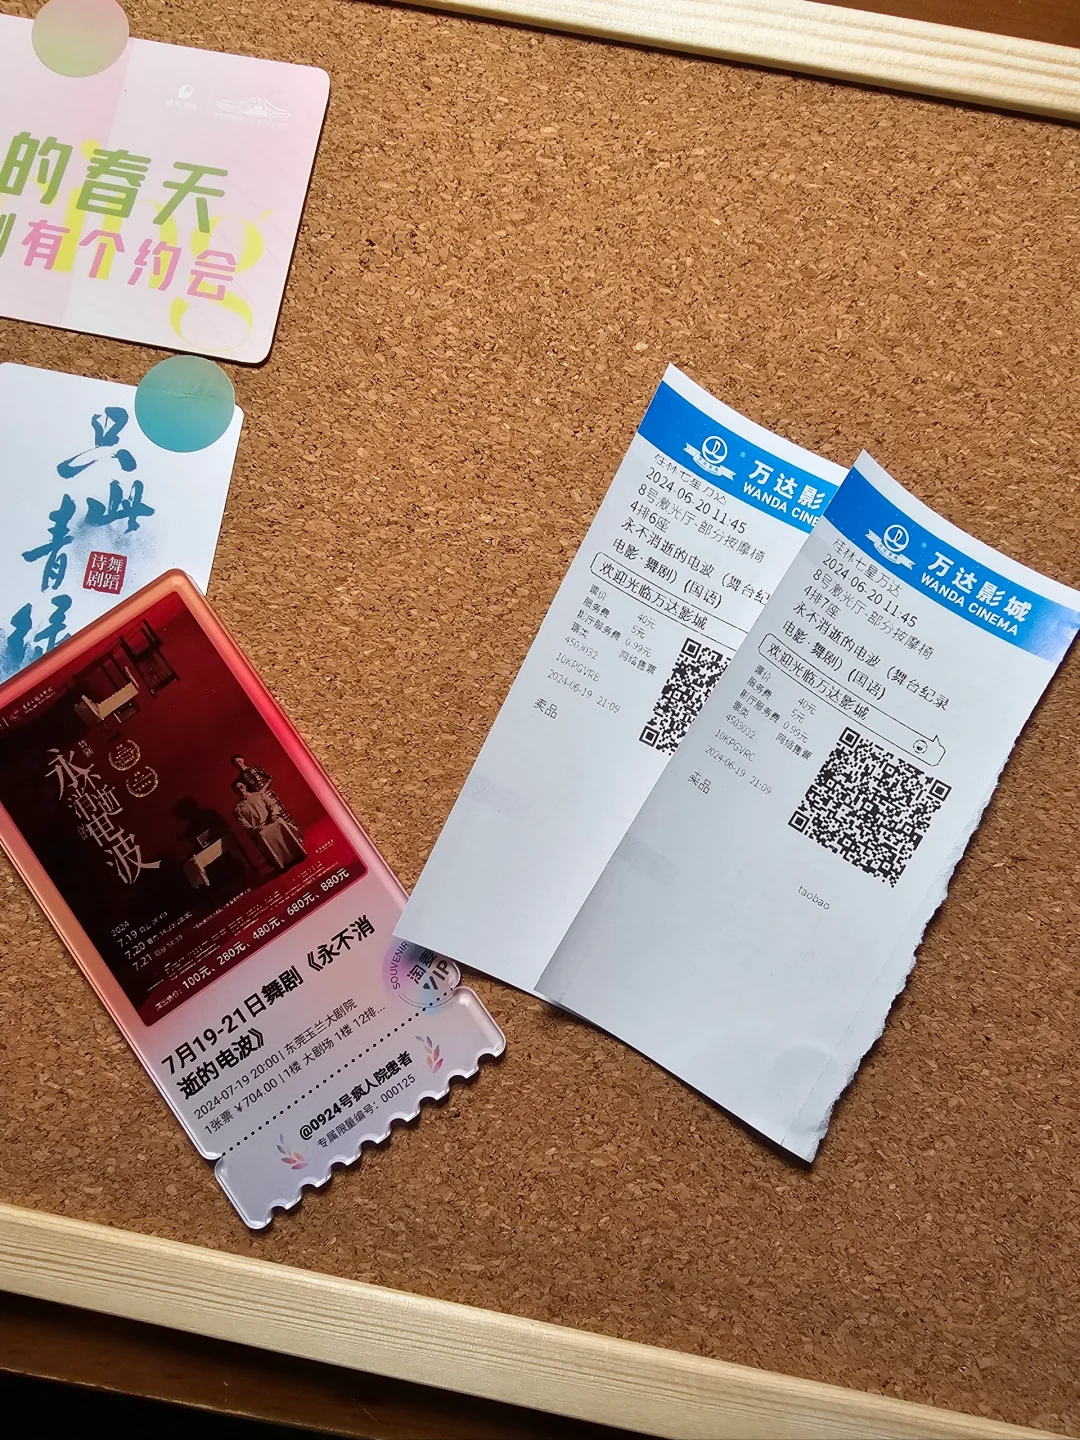 的春天
有个约会
只此
青绿
舞蹈
诗剧
永不消逝的电波
2024
7.19
7.20
7.21
100元、280元、480元、680元、880元
7月19-21日舞剧《永不消
逝的电波》
2024-07-19 20:00 | 东莞玉兰大剧院
1张票 ¥704.00 | 1楼 大剧场 1楼 12排...
@0924号疯人院患者
专属限量编号：000125
SOUVENIR
VIP
万达影
WANDA CINE
桂林七星万达
2024-06-20 11:45
8号激光厅-部分按摩椅
4排6座
永不消逝的电波（舞台纪
电影·舞剧）（国语）
欢迎光临万达影城
票价 40元
服务费 5元
影厅服务费 0.99元
票类 网络售票
4503032
10KPGVR8
2024-06-19 21:09
卖品
万达影城
WANDA CINEMA
桂林七星万达
2024-06-20 11:45
8号激光厅-部分按摩椅
4排7座
永不消逝的电波（舞台纪录
电影·舞剧）（国语）
欢迎光临万达影城
票价 40元
服务费 5元
影厅服务费 0.99元
票类 网络售票
4503032
10KPGVRC
2024-06-19 21:09
卖品
taobao